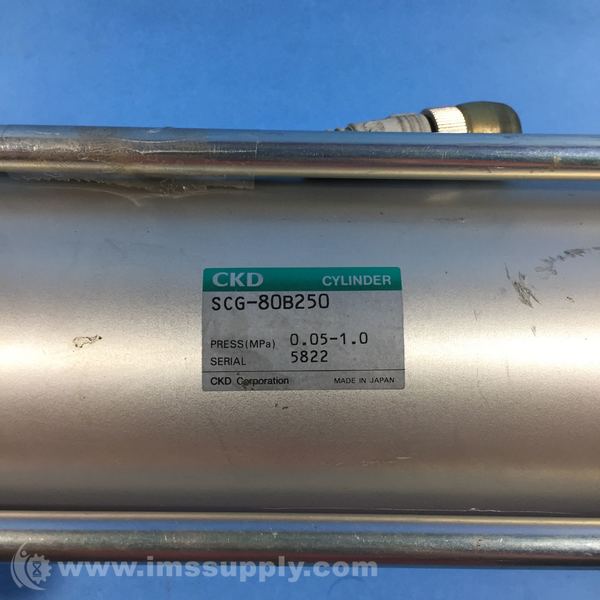 CKD CYLINDER
SCG-80B250
PRESS(MPa) 0.05-1.0
SERIAL 5822
CKD Corporation MADE IN JAPAN
www.imssupply.com